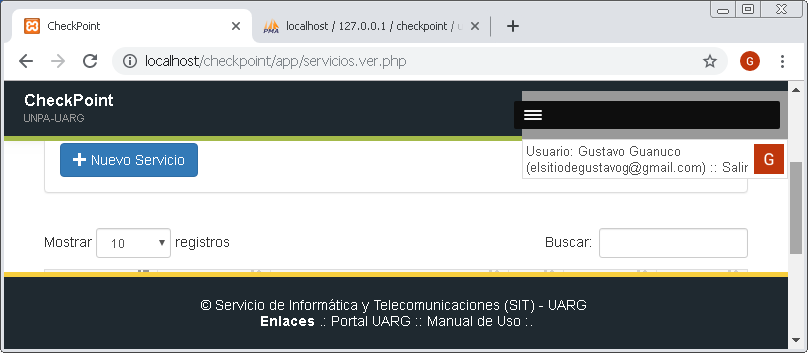 CheckPoint
localhost / 127.0.0.1 / checkpoint / u
localhost/checkpoint/app/servicios.ver.php
G
CheckPoint
UNPA-UARG
Nuevo Servicio
Usuario: Gustavo Guanuco
(elsitiodegustavog@gmail.com) :: Salir
G
Mostrar 10 registros
Buscar:
© Servicio de Informática y Telecomunicaciones (SIT) - UARG
Enlaces .: Portal UARG :: Manual de Uso :.